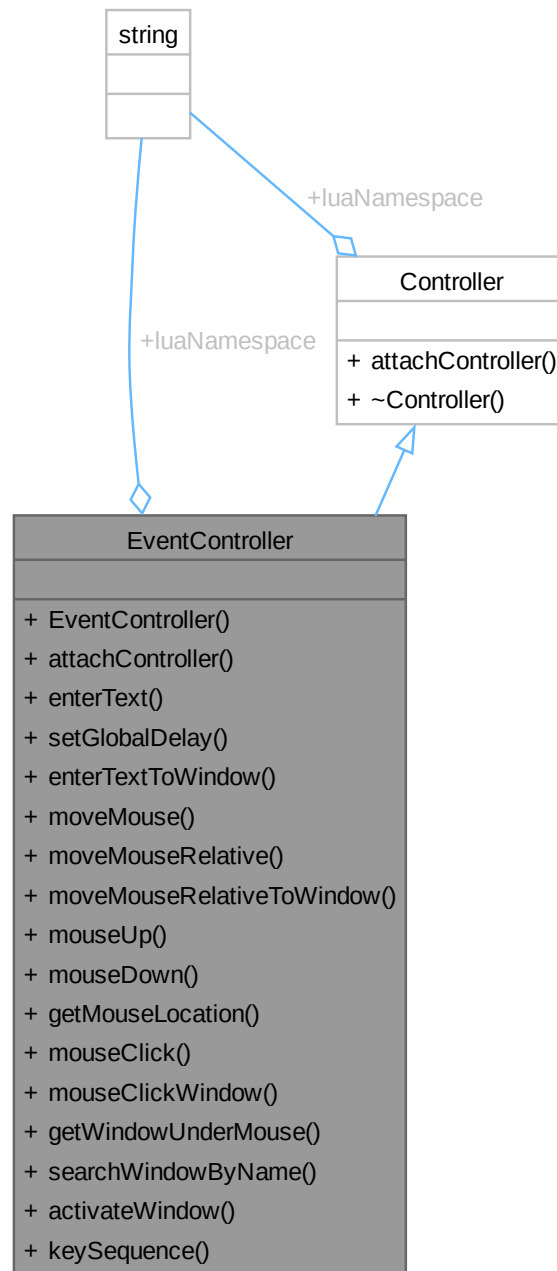 string
+luaNamespace
Controller
+ attachController()
+ ~Controller()
+luaNamespace
EventController
+ EventController()
+ attachController()
+ enterText()
+ setGlobalDelay()
+ enterTextToWindow()
+ moveMouse()
+ moveMouseRelative()
+ moveMouseRelativeToWindow()
+ mouseUp()
+ mouseDown()
+ getMouseLocation()
+ mouseClick()
+ mouseClickWindow()
+ getWindowUnderMouse()
+ searchWindowByName()
+ activateWindow()
+ keySequence()